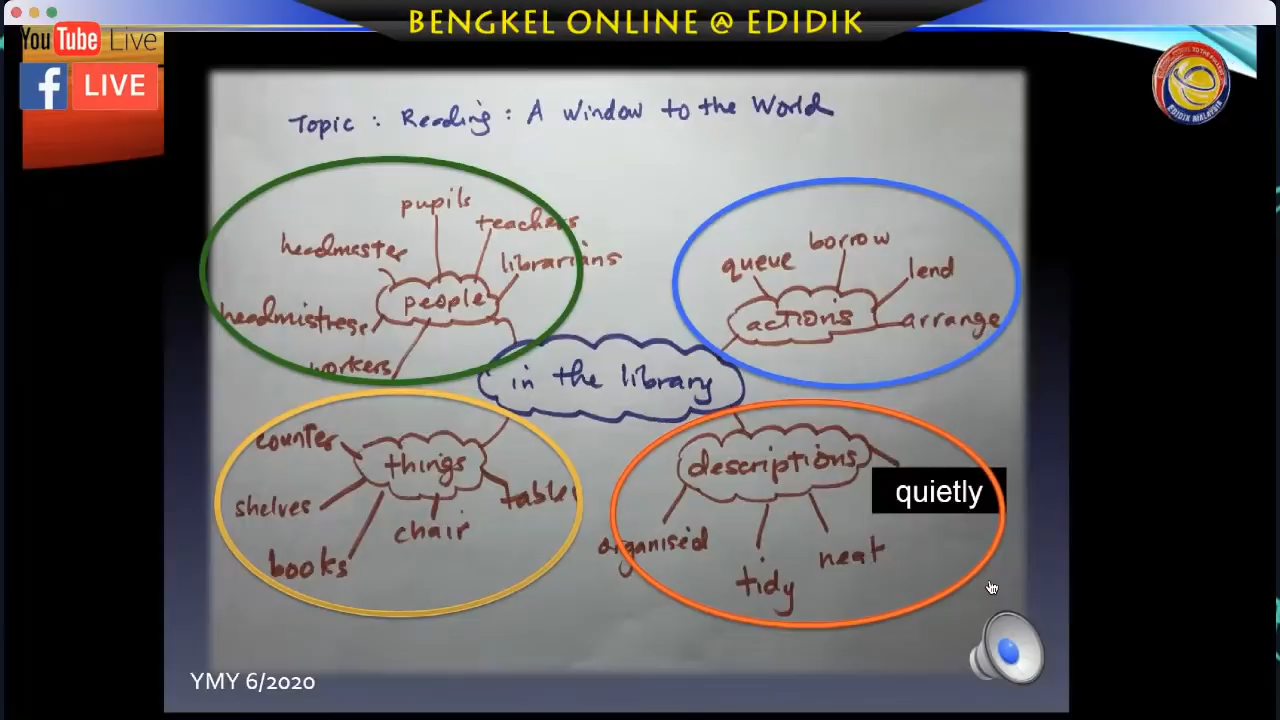 BENGKEL ONLINE @ EDIDIK
YouTube Live
f LIVE
EDIDIK MALAYSIA
Topic : Reading : A Window to the World
pupils
teachers
headmaster
librarians
people
headmistress
workers
borrow
queue
lend
actions
arrange
in the library
counter
things
shelves
table
chair
books
descriptions
quietly
organised
neat
tidy
YMY 6/2020